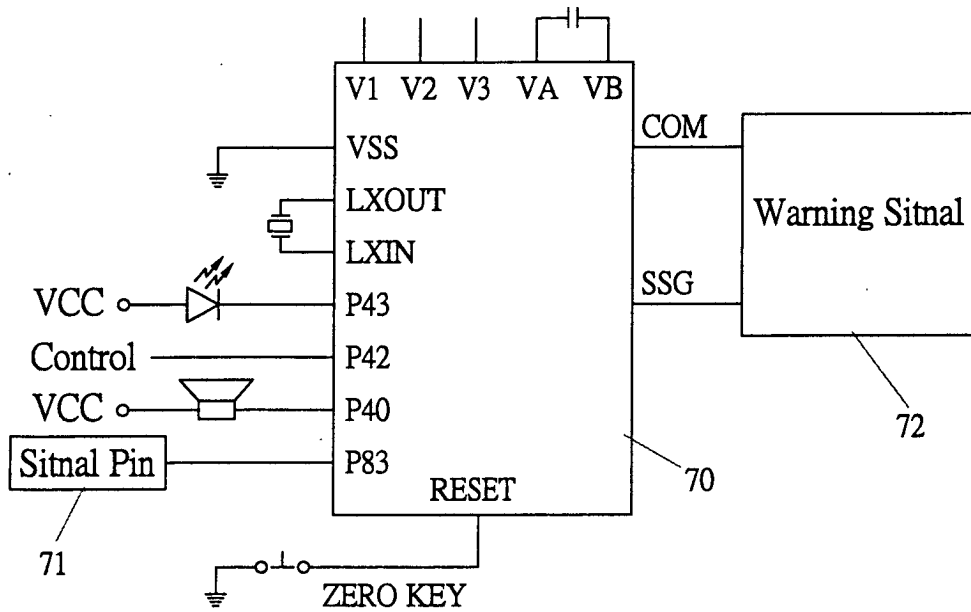 V1 V2 V3 VA VB
VSS
COM
LXOUT
Warning Sitnal
LXIN
SSG
VCC
P43
Control
P42
VCC
P40
72
Sitnal Pin
P83
70
RESET
71
ZERO KEY